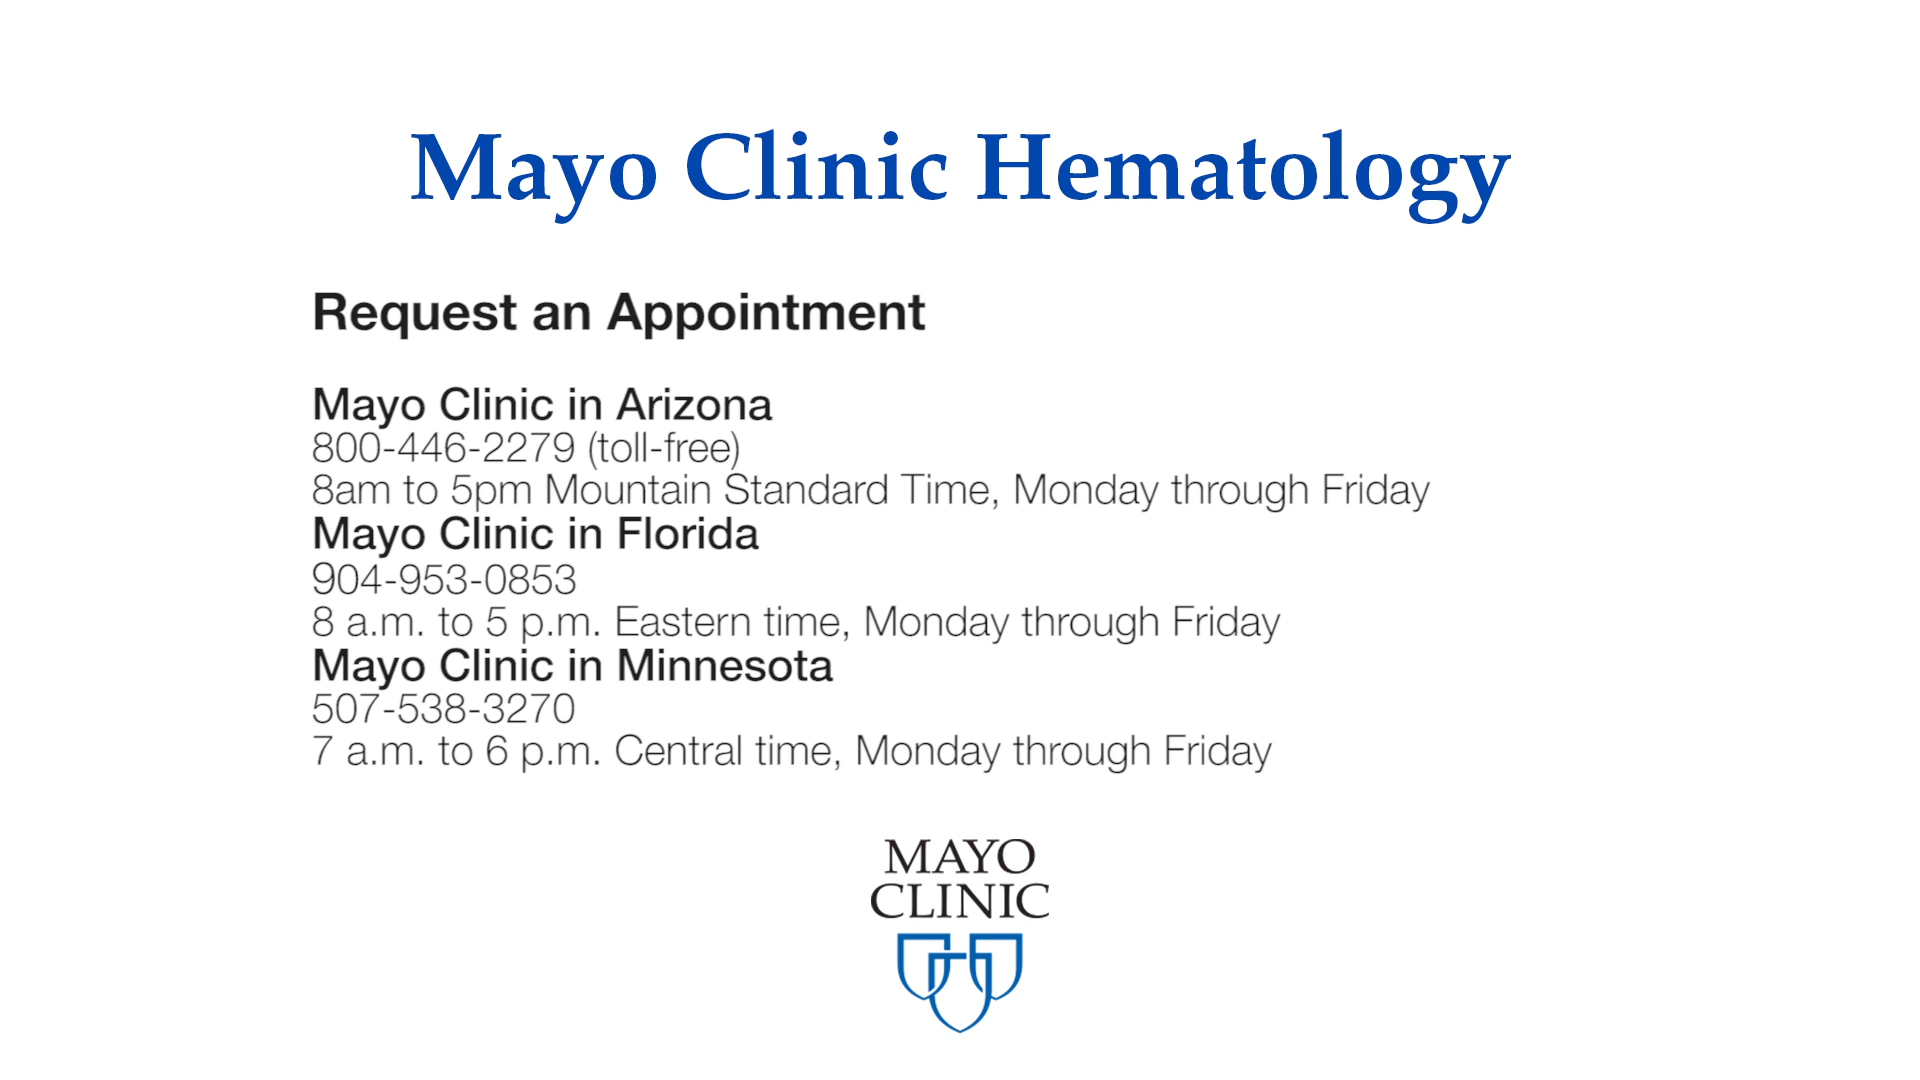 Mayo Clinic Hematology
Request an Appointment
Mayo Clinic in Arizona
800-446-2279 (toll-free)
8am to 5pm Mountain Standard Time, Monday through Friday
Mayo Clinic in Florida
904-953-0853
8 a.m. to 5 p.m. Eastern time, Monday through Friday
Mayo Clinic in Minnesota
507-538-3270
7 a.m. to 6 p.m. Central time, Monday through Friday
MAYO
CLINIC